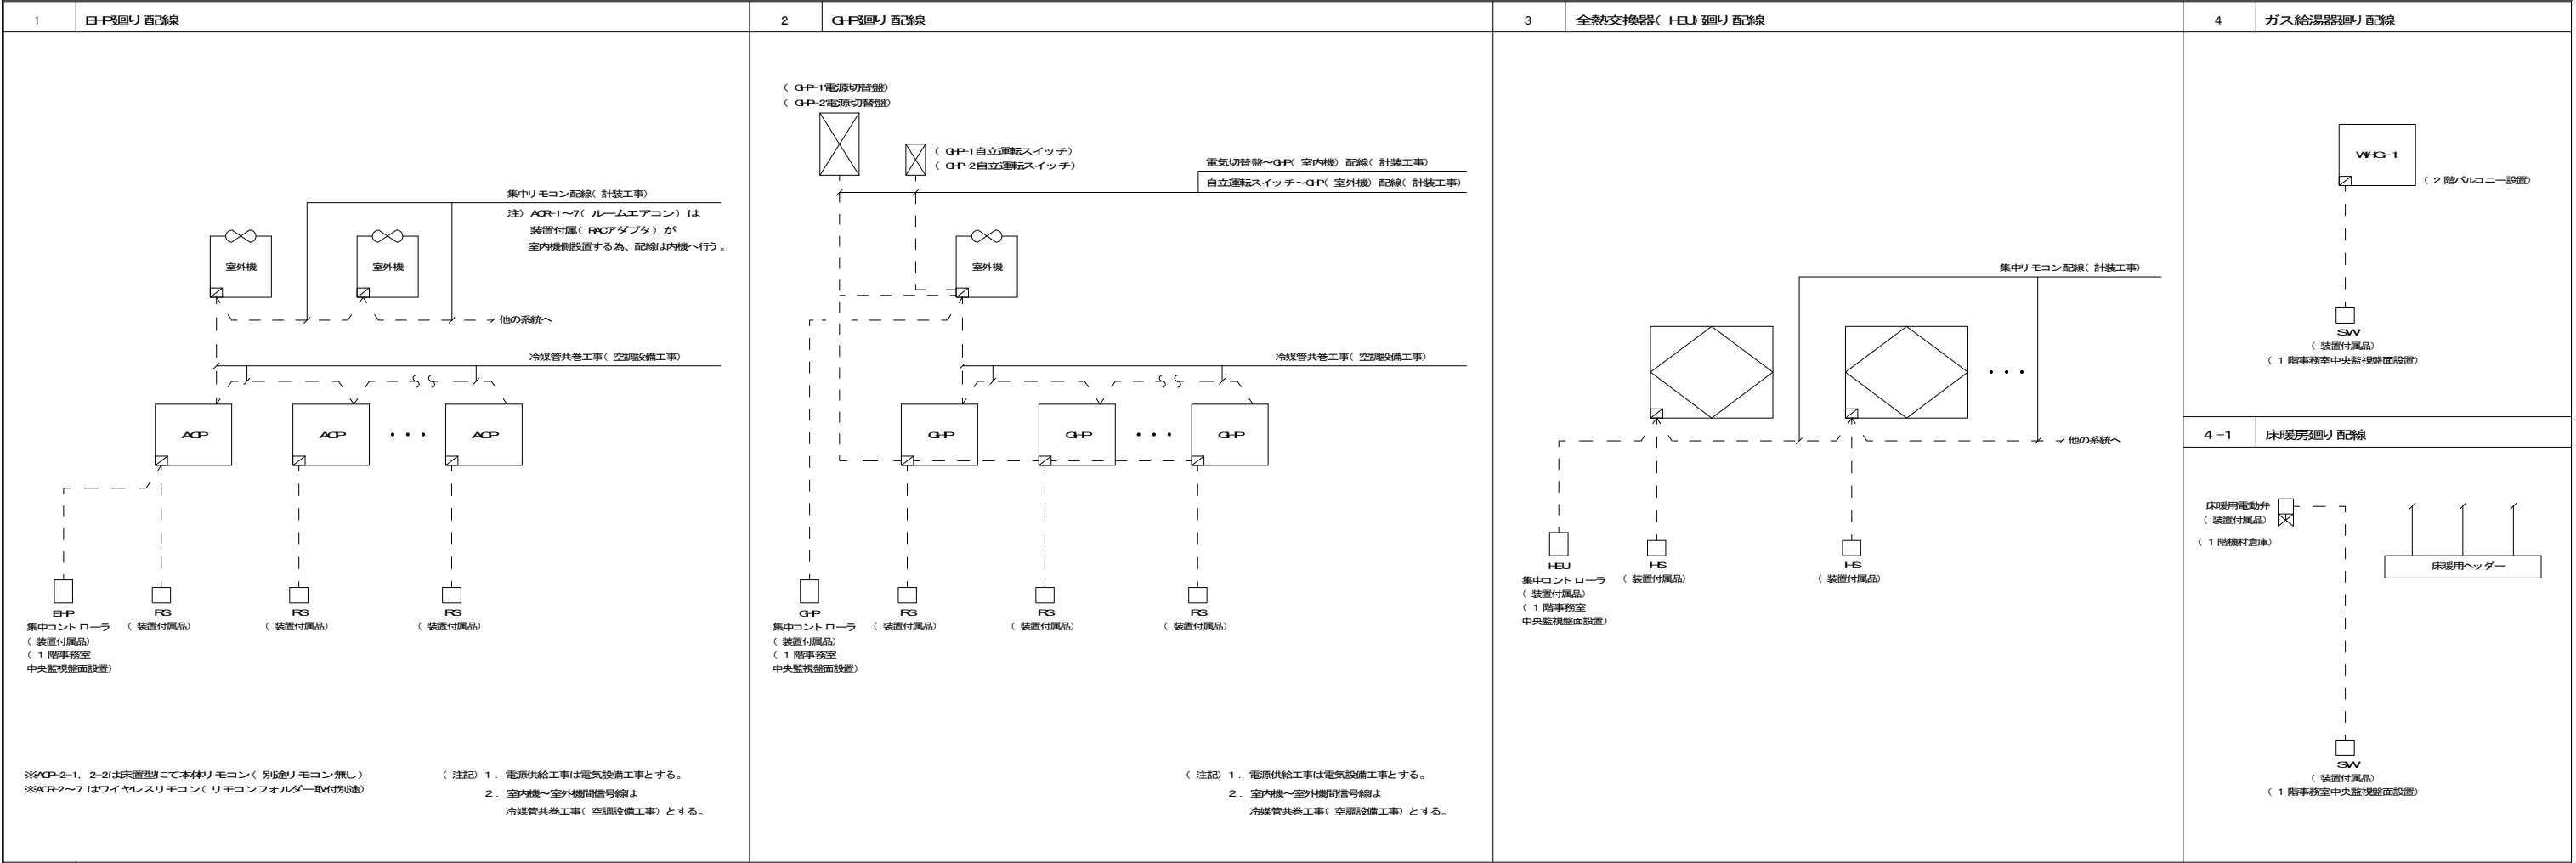 1 EHP廻り配線
集中リモコン配線(計装工事)
注)ACR-1～7(ルームエアコン)は
装置付属(RACアダプタ)が
室内機側設置する為、配線は内機へ行う。
室外機
室外機
他の系統へ
冷媒管共巻工事(空調設備工事)
ACP
ACP
・・・
ACP
EHP
集中コントローラ
(装置付属品)
(1階事務室
中央監視盤面設置)
RS
(装置付属品)
RS
(装置付属品)
RS
(装置付属品)
※ACP-2-1, 2-2は床置型にて本体リモコン(別途リモコン無し)
※ACR-2～7はワイヤレスリモコン(リモコンフォルダー取付別途)
(注記)1. 電源供給工事は電気設備工事とする。
2. 室内機～室外機間信号線は
冷媒管共巻工事(空調設備工事)とする。
2 GHP廻り配線
(GHP-1電源切替盤)
(GHP-2電源切替盤)
(GHP-1自立運転スイッチ)
(GHP-2自立運転スイッチ)
電気切替盤～GHP(室内機)配線(計装工事)
自立運転スイッチ～GHP(室外機)配線(計装工事)
室外機
冷媒管共巻工事(空調設備工事)
GHP
GHP
・・・
GHP
GHP
集中コントローラ
(装置付属品)
(1階事務室
中央監視盤面設置)
RS
(装置付属品)
RS
(装置付属品)
RS
(装置付属品)
(注記)1. 電源供給工事は電気設備工事とする。
2. 室内機～室外機間信号線は
冷媒管共巻工事(空調設備工事)とする。
3 全熱交換器(HEU)廻り配線
集中リモコン配線(計装工事)
・・・
他の系統へ
HEU
集中コントローラ
(装置付属品)
(1階事務室
中央監視盤面設置)
HS
(装置付属品)
HS
(装置付属品)
4 ガス給湯器廻り配線
WHG-1
(2階バルコニー設置)
SW
(装置付属品)
(1階事務室中央監視盤面設置)
4-1 床暖房廻り配線
床暖用電動弁
(装置付属品)
(1階機材倉庫)
床暖用ヘッダー
SW
(装置付属品)
(1階事務室中央監視盤面設置)